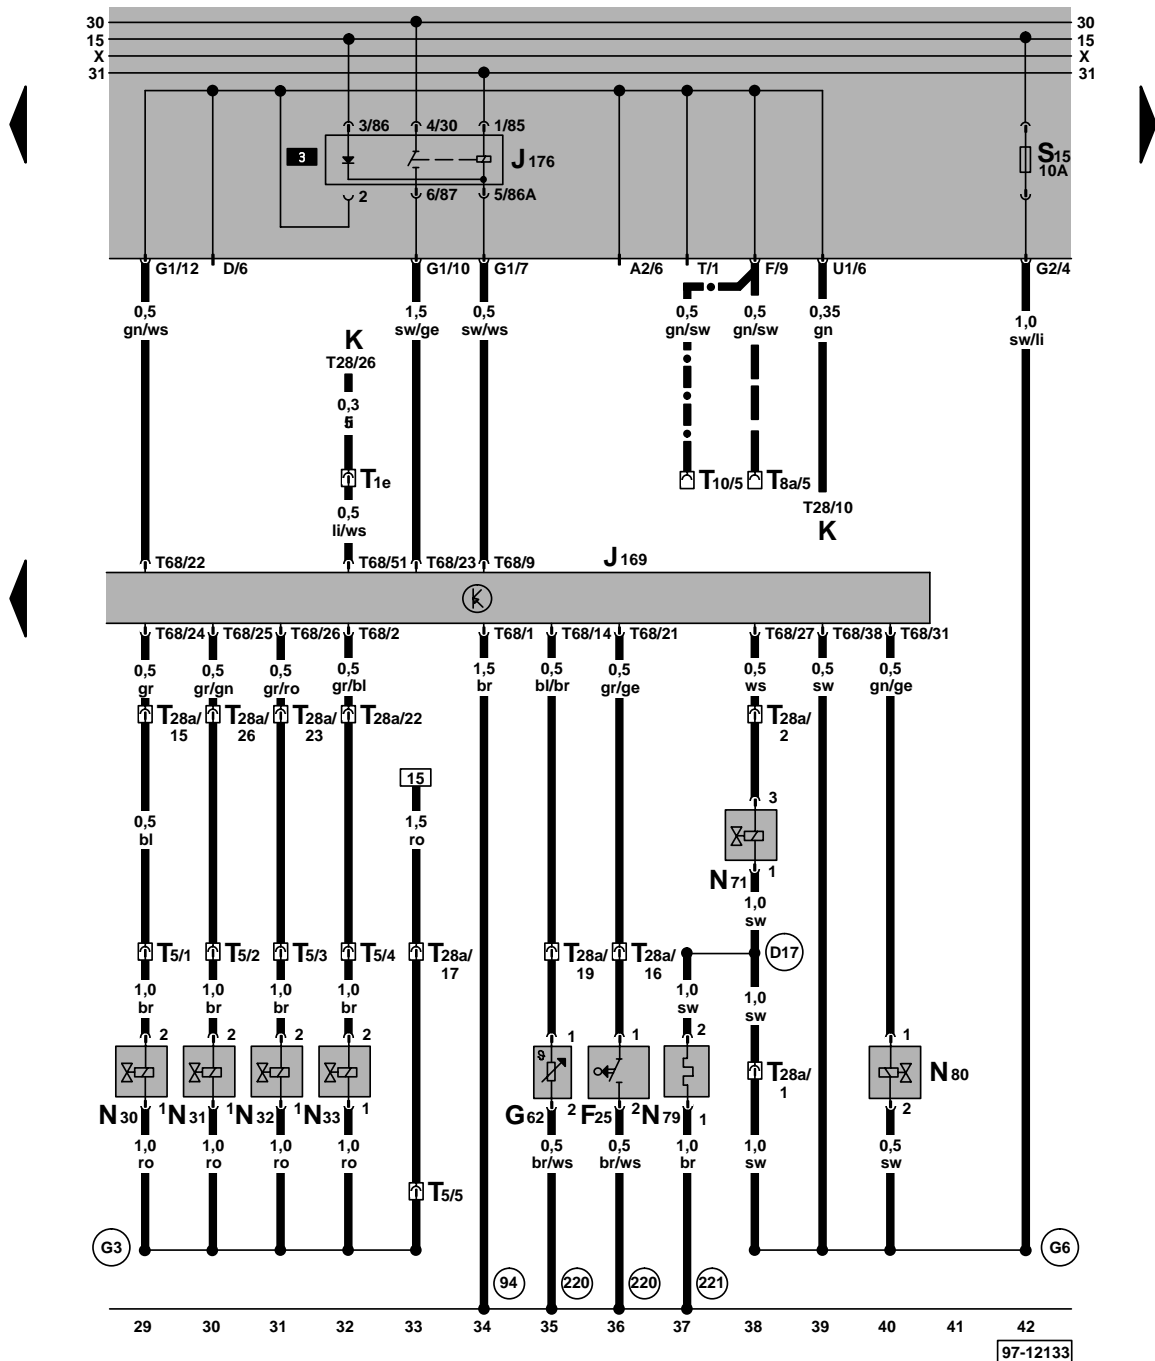 30 30
15 15
X X
31 31
3/86 4/30 1/85
3 J 176 S15
10A
2 6/87 5/86A
G1/12 D/6 G1/10 G1/7 A2/6 T/1 F/9 U1/6 G2/4
0,5 1,5 0,5 0,5 0,5 0,35 1,0
gn/ws sw/ge sw/ws gn/sw gn/sw gn sw/li
K
T28/26
0,3
T1e T10/5 T8a/5
0,5 T28/10
li/ws K
T68/22 T68/51 T68/23 T68/9 J 169
T68/24 T68/25 T68/26 T68/2 T68/1 T68/14 T68/21 T68/27 T68/38 T68/31
0,5 0,5 0,5 0,5 1,5 0,5 0,5 0,5 0,5 0,5
gr gr/gn gr/ro gr/bl br bl/br gr/ge ws sw gn/ge
T28a/ T28a/ T28a/ T28a/22 T28a/
15 26 23 2
15
3
0,5 1,5
bl ro
N 71 1
1,0
sw
T5/1 T5/2 T5/3 T5/4 T28a/ T28a/ T28a/ D17
17 19 16
1,0 1,0 1,0 1,0 1,0 1,0
br br br br sw sw
2 2 2 2 1 1 2 1
ϑ T28a/ N 80
1
N 30 1 N 31 1 N 32 1 N 33 1 G 62 2 F 25 2 N 79 1 2
1,0 1,0 1,0 1,0 0,5 0,5 1,0 1,0 0,5
ro ro ro ro br/ws br/ws br sw sw
T5/5
G3 G6
94 220 220 221
29 30 31 32 33 34 35 36 37 38 39 40 41 42
97-12133